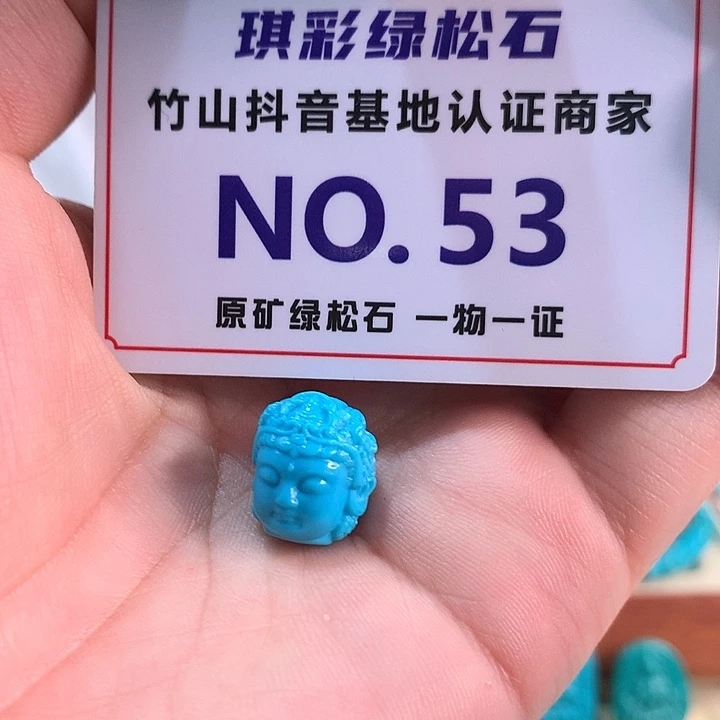 琪彩绿松石
竹山抖音基地认证商家
NO.53
原矿绿松石 一物一证